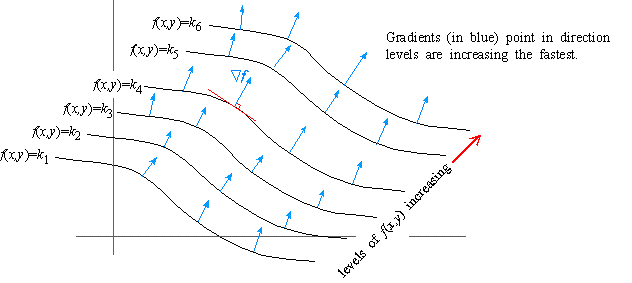 f(x,y)=k6
Gradients (in blue) point in direction
levels are increasing the fastest.
f(x,y)=k5
∇f
f(x,y)=k4
f(x,y)=k3
f(x,y)=k2
f(x,y)=k1
levels of f(x,y) increasing